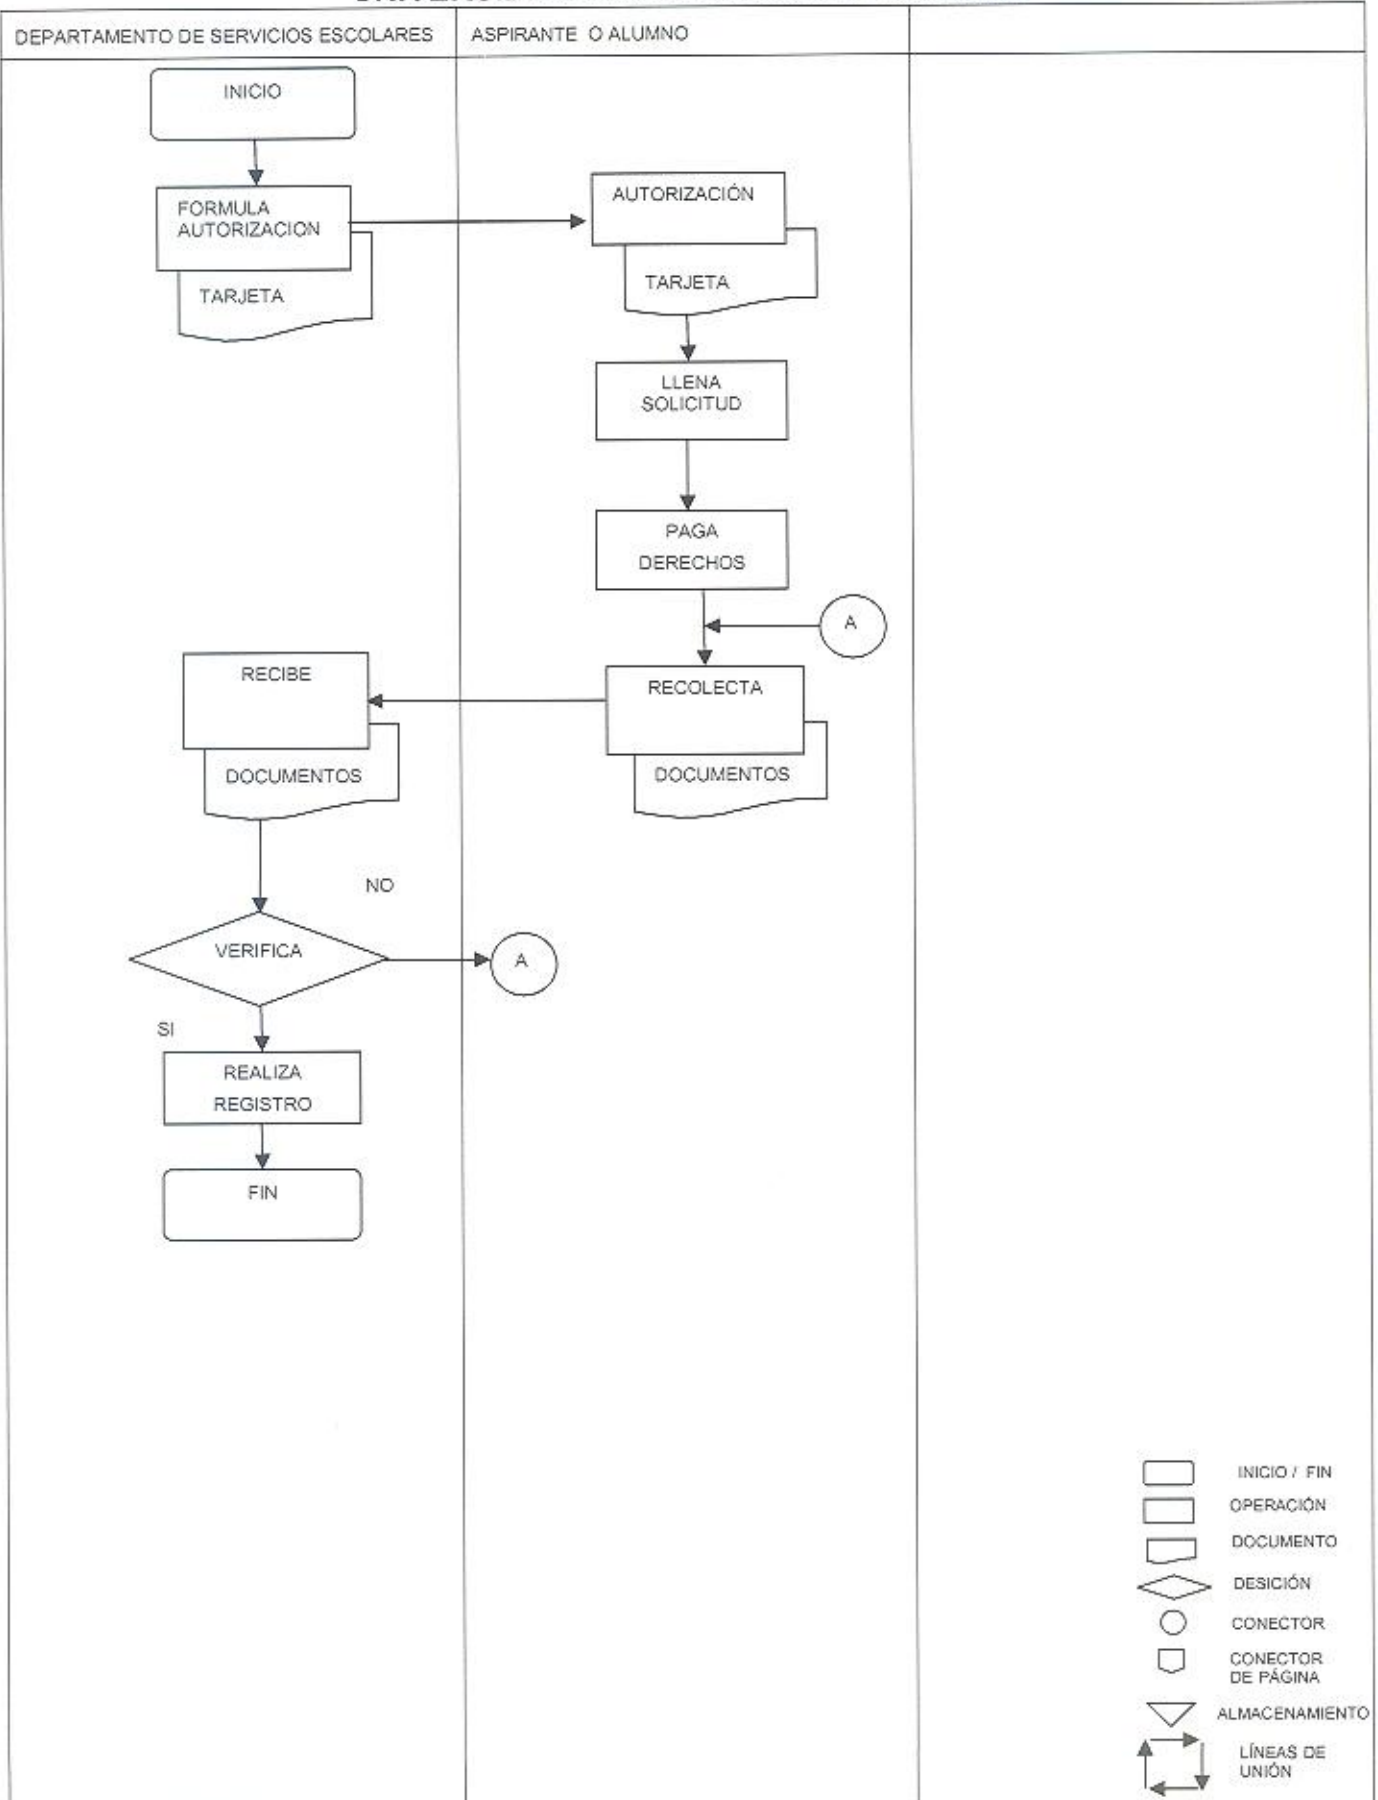 DEPARTAMENTO DE SERVICIOS ESCOLARES
ASPIRANTE O ALUMNO
INICIO
FORMULA
AUTORIZACION
TARJETA
AUTORIZACIÓN
TARJETA
LLENA
SOLICITUD
PAGA
DERECHOS
A
RECIBE
DOCUMENTOS
RECOLECTA
DOCUMENTOS
NO
VERIFICA
A
SI
REALIZA
REGISTRO
FIN
INICIO / FIN
OPERACIÓN
DOCUMENTO
DESICIÓN
CONECTOR
CONECTOR
DE PÁGINA
ALMACENAMIENTO
LÍNEAS DE
UNIÓN